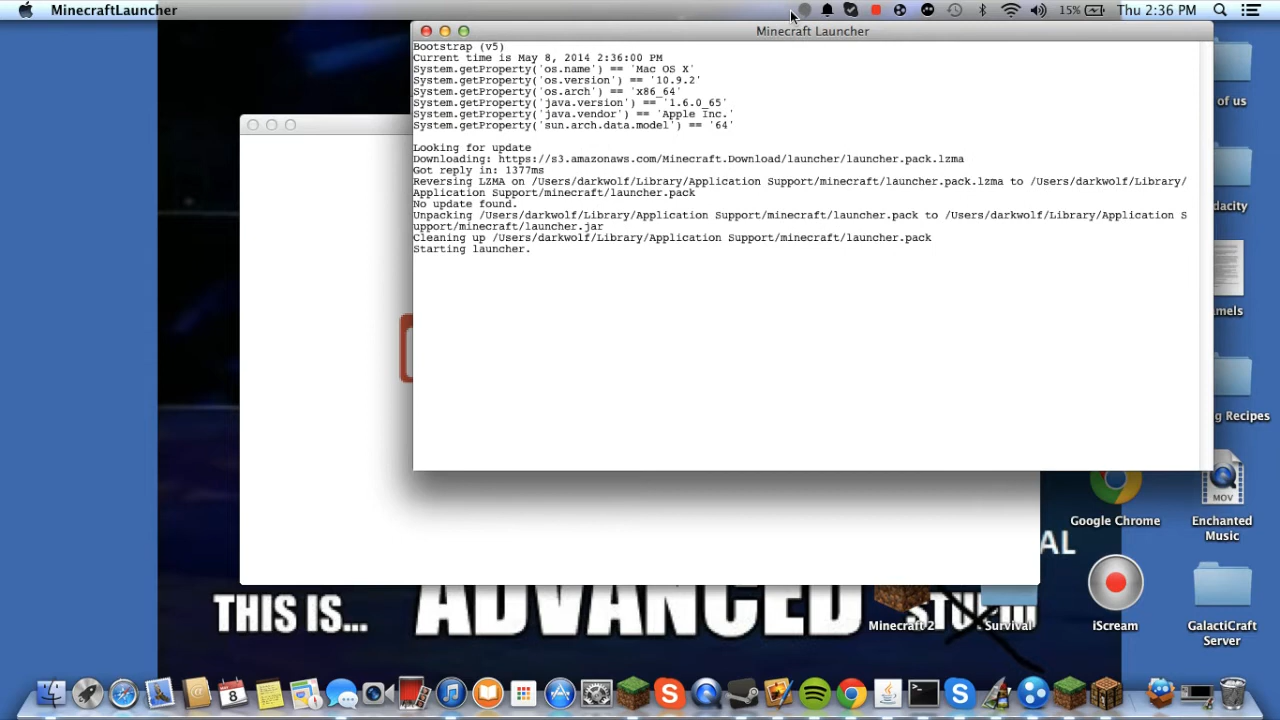 MinecraftLauncher
15%
Thu 2:36 PM
Minecraft Launcher
Bootstrap (v5)
Current time is May 8, 2014 2:36:00 PM
System.getProperty('os.name') == 'Mac OS X'
System.getProperty('os.version') == '10.9.2'
System.getProperty('os.arch') == 'x86_64'
System.getProperty('java.version') == '1.6.0_65'
System.getProperty('java.vendor') == 'Apple Inc.'
System.getProperty('sun.arch.data.model') == '64'
Looking for update
Downloading: https://s3.amazonaws.com/Minecraft.Download/launcher/launcher.pack.lzma
Got reply in: 1377ms
Reversing LZMA on /Users/darkwolf/Library/Application Support/minecraft/launcher.pack.lzma to /Users/darkwolf/Library/
Application Support/minecraft/launcher.pack
No update found.
Unpacking /Users/darkwolf/Library/Application Support/minecraft/launcher.pack to /Users/darkwolf/Library/Application S
upport/minecraft/launcher.jar
Cleaning up /Users/darkwolf/Library/Application Support/minecraft/launcher.pack
Starting launcher.
of us
dacity
mels
g Recipes
Google Chrome
MOV
Enchanted
Music
AL
THIS IS... ADVANCED
Minecraft 2
Survival
iScream
GalactiCraft
Server
8